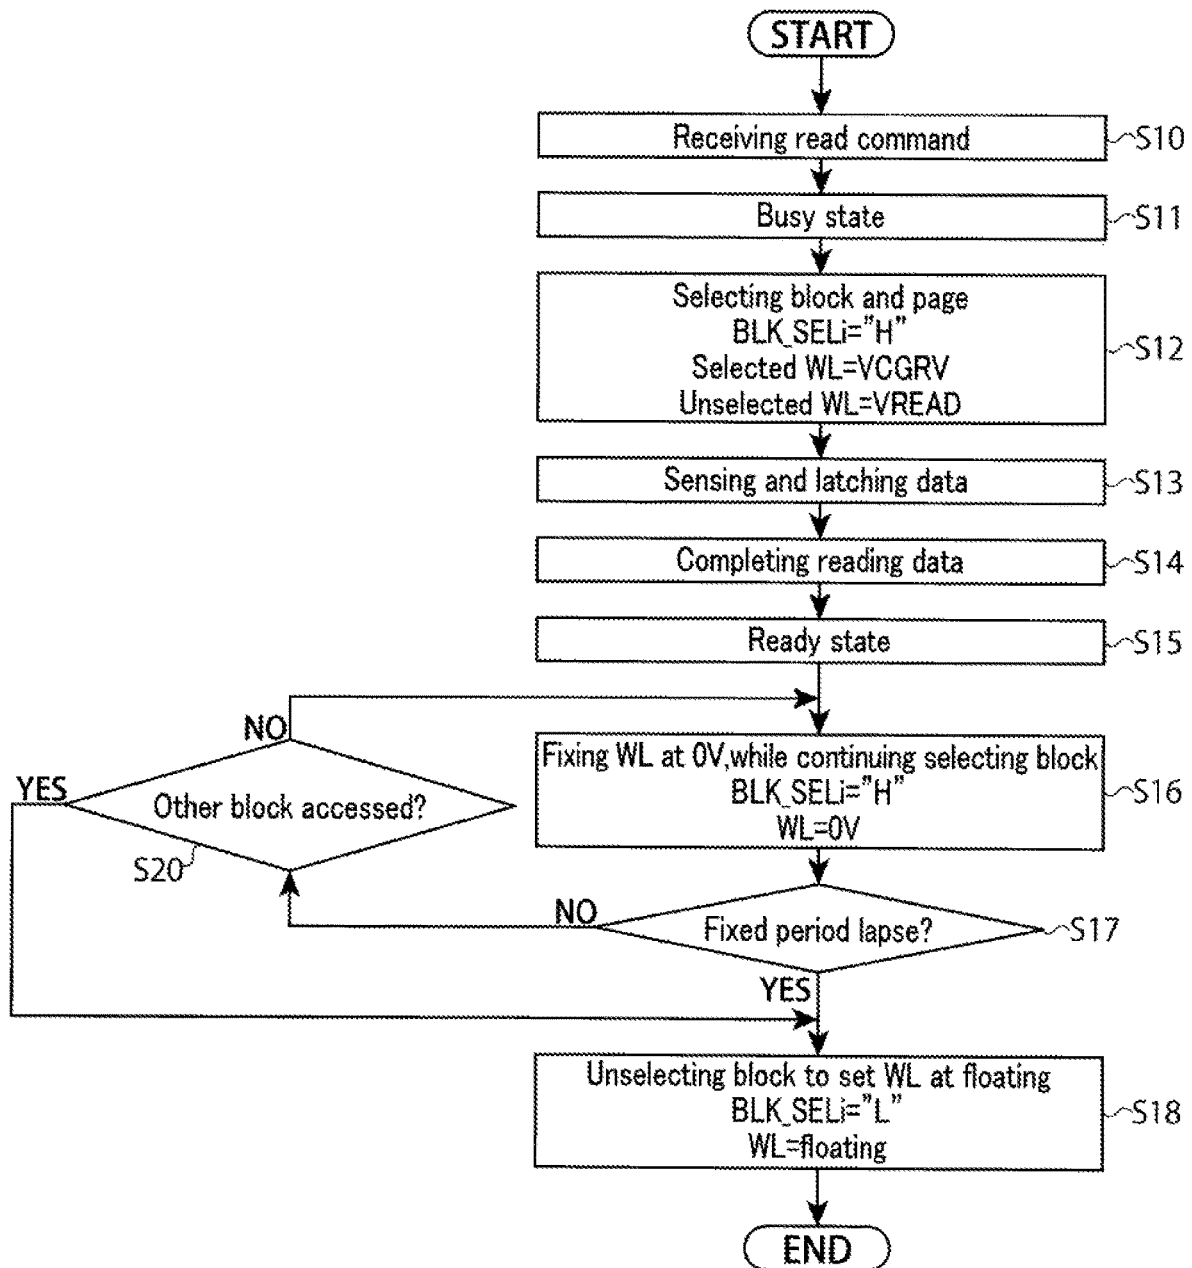 START
Receiving read command
S10
Busy state
S11
Selecting block and page
BLK_SELi="H"
Selected WL=VCGRV
Unselected WL=VREAD
S12
Sensing and latching data
S13
Completing reading data
S14
Ready state
S15
NO
YES
Other block accessed?
S20
Fixing WL at 0V,while continuing selecting block
BLK_SELi="H"
WL=0V
S16
NO
Fixed period lapse?
S17
YES
Unselecting block to set WL at floating
BLK_SELi="L"
WL=floating
S18
END